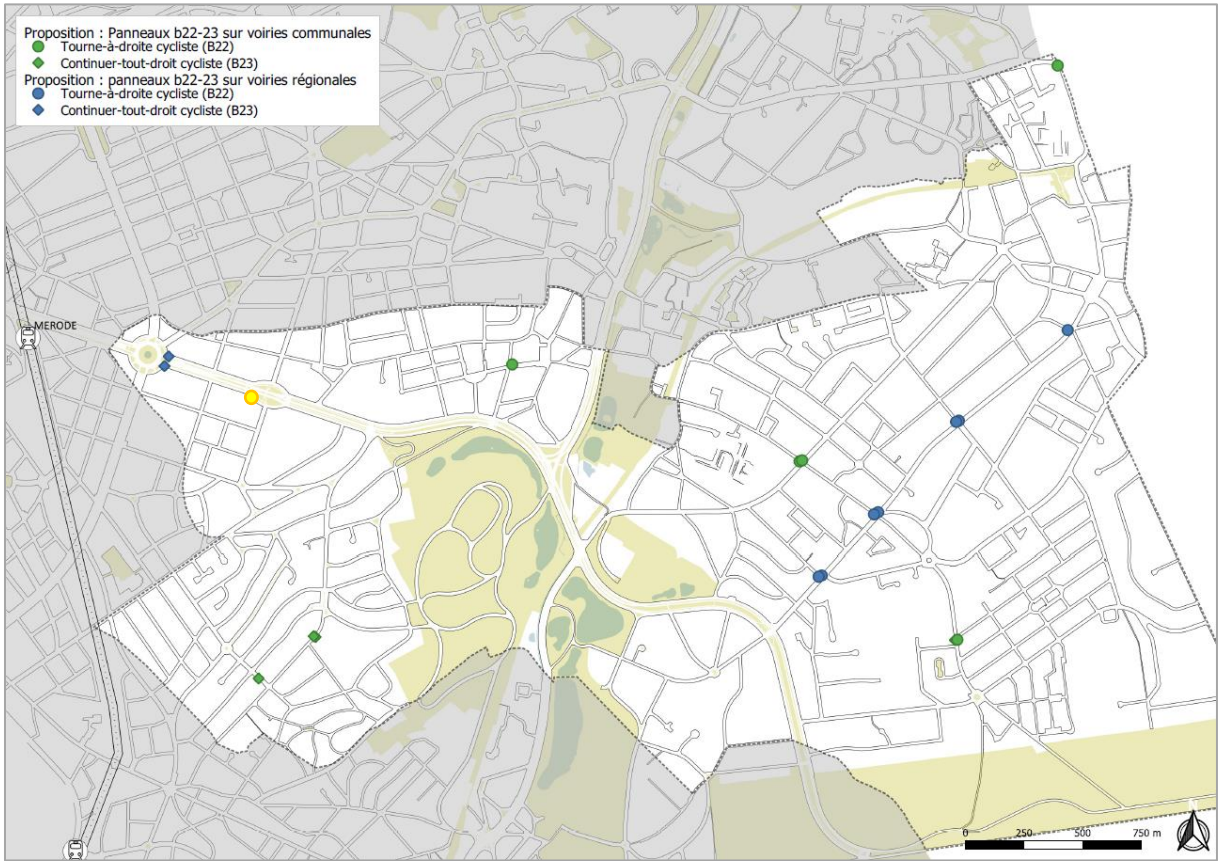 Proposition : Panneaux b22-23 sur voiries communales
Tourne-à-droite cycliste (B22)
Continuer-tout-droit cycliste (B23)
Proposition : panneaux b22-23 sur voiries régionales
Tourne-à-droite cycliste (B22)
Continuer-tout-droit cycliste (B23)
MERODE
0 250 500 750 m